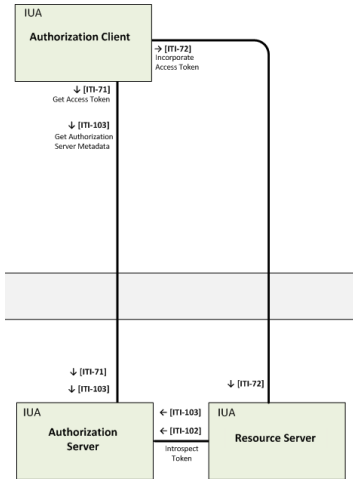 IUA
Authorization Client
→ [ITI-72]
Incorporate
Access Token
↓ [ITI-71]
Get Access Token
↓ [ITI-103]
Get Authorization
Server Metadata
↓ [ITI-71]
↓ [ITI-103]
↓ [ITI-72]
IUA
Authorization
Server
← [ITI-103]
← [ITI-102]
Introspect
Token
IUA
Resource Server